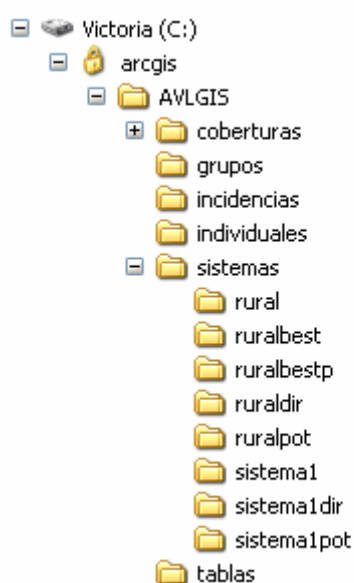 Victoria (C:)
arcgis
AVLGIS
coberturas
grupos
incidencias
individuales
sistemas
rural
ruralbest
ruralbestp
ruraldir
ruralpot
sistema1
sistema1dir
sistema1pot
tablas